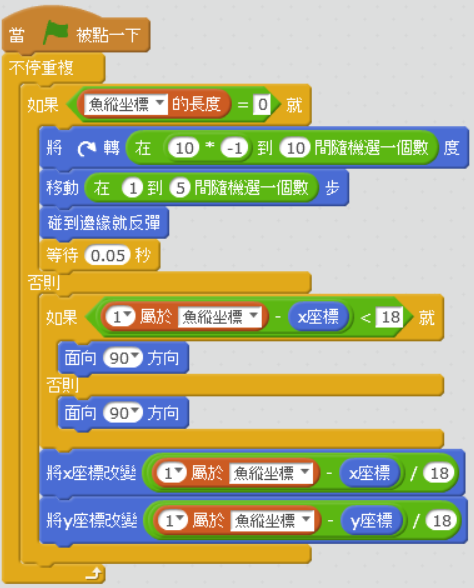 當 被點一下
不停重複
如果 魚縱坐標 的長度 = 0 就
將 轉 在 10 * -1 到 10 間隨機選一個數 度
移動 在 1 到 5 間隨機選一個數 步
碰到邊緣就反彈
等待 0.05 秒
否則
如果 1 屬於 魚縱坐標 - x座標 < 18 就
面向 90 方向
否則
面向 90 方向
將x座標改變 1 屬於 魚縱坐標 - x座標 / 18
將y座標改變 1 屬於 魚縱坐標 - y座標 / 18